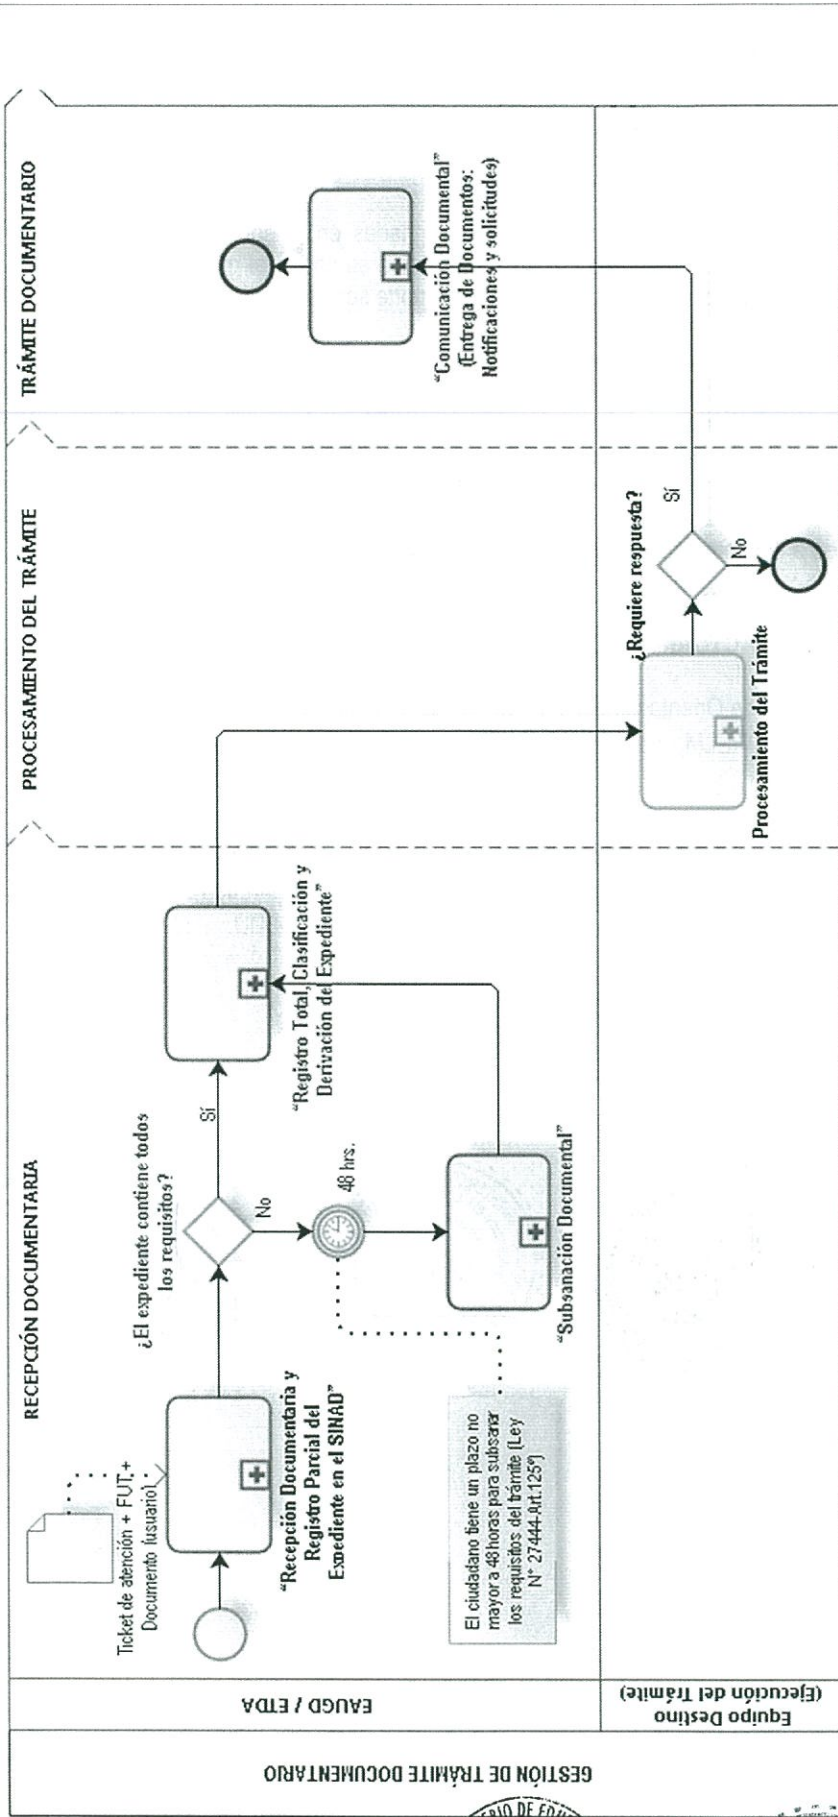 GESTIÓN DE TRÁMITE DOCUMENTARIO
EAUGD / ETDA
Equipo Destino
(Ejecución del Trámite)
RECEPCIÓN DOCUMENTARIA
PROCESAMIENTO DEL TRÁMITE
TRÁMITE DOCUMENTARIO
Ticket de atención + FUT,+
Documento (usuario)
"Recepción Documentaria y
Registro Parcial del
Expediente en el SINAD"
¿El expediente contiene todos
los requisitos?
Sí
No
48 hrs.
El ciudadano tiene un plazo no
mayor a 48horas para subsanar
los requisitos del trámite (Ley
N° 27444-Art.125°)
"Subsanación Documental"
"Registro Total, Clasificación y
Derivación del Expediente"
Procesamiento del Trámite
¿Requiere respuesta?
Sí
No
"Comunicación Documental"
(Entrega de Documentos:
Notificaciones y solicitudes)